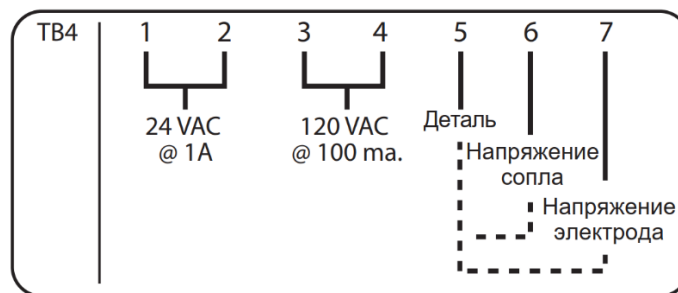 TB4 1 2 3 4 5 6 7
24 VAC
@ 1A
120 VAC
@ 100 ma.
Деталь
Напряжение
сопла
Напряжение
электрода